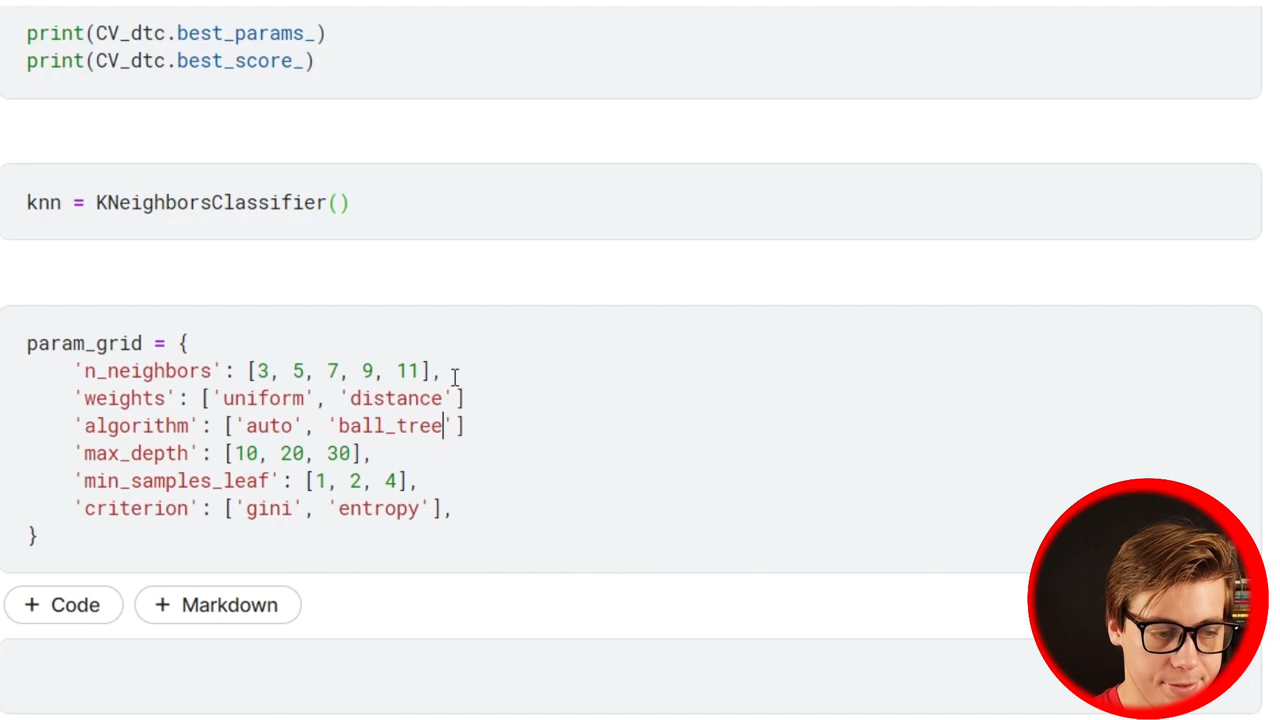 print(CV_dtc.best_params_)
print(CV_dtc.best_score_)
knn = KNeighborsClassifier()
param_grid = {
    'n_neighbors': [3, 5, 7, 9, 11],
    'weights': ['uniform', 'distance']
    'algorithm': ['auto', 'ball_tree']
    'max_depth': [10, 20, 30],
    'min_samples_leaf': [1, 2, 4],
    'criterion': ['gini', 'entropy'],
}
+ Code + Markdown